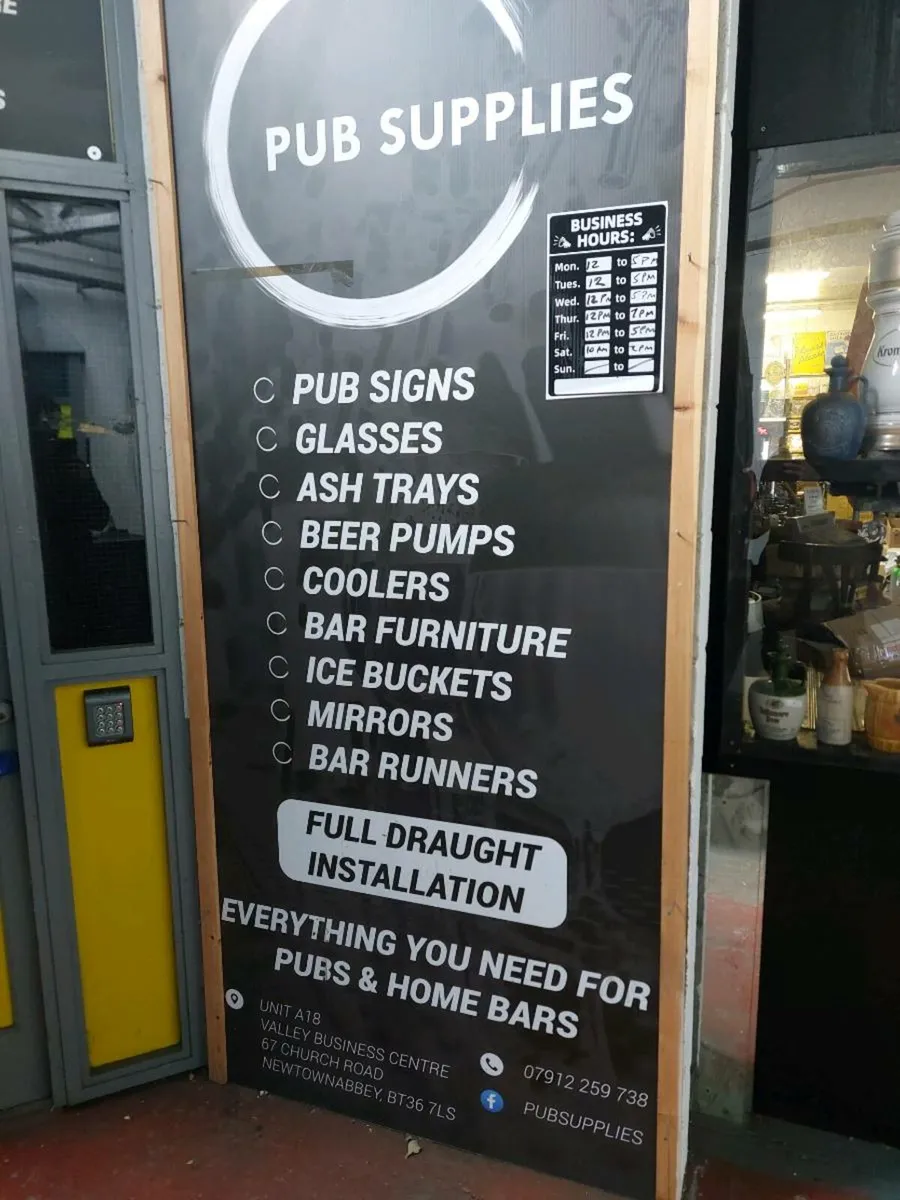 PUB SUPPLIES
BUSINESS
HOURS:
Mon. 12 to 5PM
Tues. 12 to 5PM
Wed. 12PM to 5PM
Thur. 12PM to 7PM
Fri. 12PM to 5PM
Sat. 10AM to 2PM
Sun. to
PUB SIGNS
GLASSES
ASH TRAYS
BEER PUMPS
COOLERS
BAR FURNITURE
ICE BUCKETS
MIRRORS
BAR RUNNERS
FULL DRAUGHT
INSTALLATION
EVERYTHING YOU NEED FOR
PUBS & HOME BARS
UNIT A18
VALLEY BUSINESS CENTRE
67 CHURCH ROAD
NEWTOWNABBEY, BT36 7LS
07912 259 738
PUBSUPPLIES